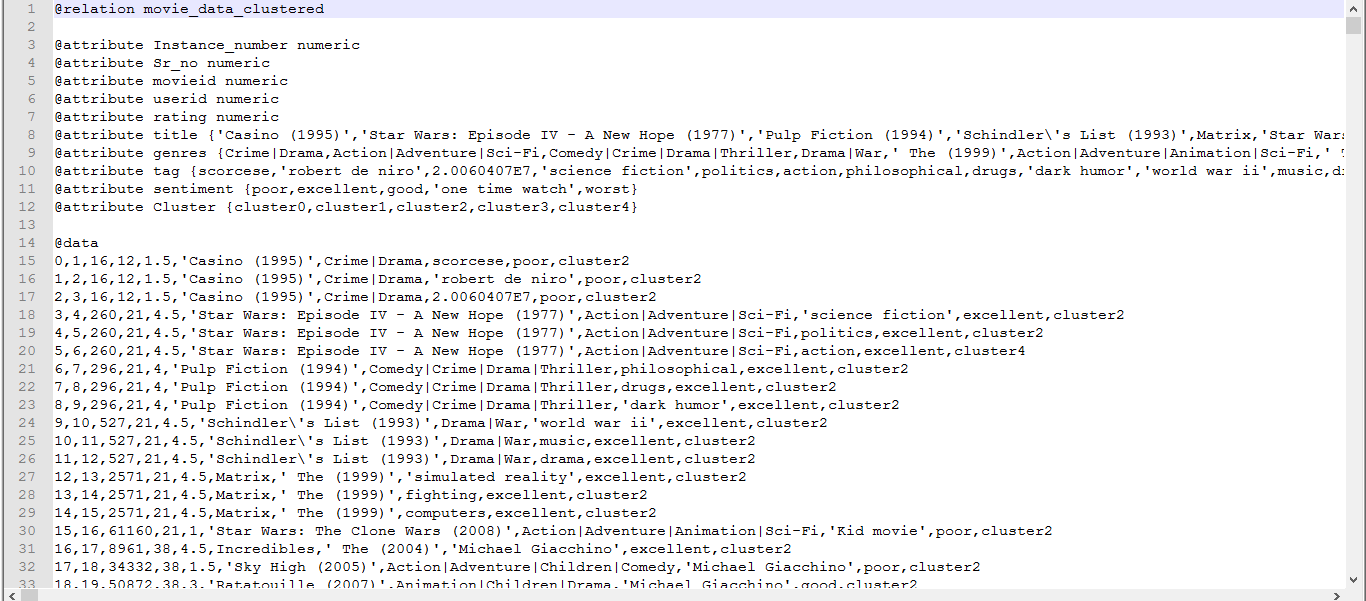 1 @relation movie_data_clustered
2
3 @attribute Instance_number numeric
4 @attribute Sr_no numeric
5 @attribute movieid numeric
6 @attribute userid numeric
7 @attribute rating numeric
8 @attribute title {'Casino (1995)','Star Wars: Episode IV - A New Hope (1977)','Pulp Fiction (1994)','Schindler\'s List (1993)',Matrix,'Star Wars
9 @attribute genres {Crime|Drama,Action|Adventure|Sci-Fi,Comedy|Crime|Drama|Thriller,Drama|War,' The (1999)',Action|Adventure|Animation|Sci-Fi,'
10 @attribute tag {scorcese,'robert de niro',2.0060407E7,'science fiction',politics,action,philosophical,drugs,'dark humor','world war ii',music,
11 @attribute sentiment {poor,excellent,good,'one time watch',worst}
12 @attribute Cluster {cluster0,cluster1,cluster2,cluster3,cluster4}
13
14 @data
15 0,1,16,12,1.5,'Casino (1995)',Crime|Drama,scorcese,poor,cluster2
16 1,2,16,12,1.5,'Casino (1995)',Crime|Drama,'robert de niro',poor,cluster2
17 2,3,16,12,1.5,'Casino (1995)',Crime|Drama,2.0060407E7,poor,cluster2
18 3,4,260,21,4.5,'Star Wars: Episode IV - A New Hope (1977)',Action|Adventure|Sci-Fi,'science fiction',excellent,cluster2
19 4,5,260,21,4.5,'Star Wars: Episode IV - A New Hope (1977)',Action|Adventure|Sci-Fi,politics,excellent,cluster2
20 5,6,260,21,4.5,'Star Wars: Episode IV - A New Hope (1977)',Action|Adventure|Sci-Fi,action,excellent,cluster4
21 6,7,296,21,4,'Pulp Fiction (1994)',Comedy|Crime|Drama|Thriller,philosophical,excellent,cluster2
22 7,8,296,21,4,'Pulp Fiction (1994)',Comedy|Crime|Drama|Thriller,drugs,excellent,cluster2
23 8,9,296,21,4,'Pulp Fiction (1994)',Comedy|Crime|Drama|Thriller,'dark humor',excellent,cluster2
24 9,10,527,21,4.5,'Schindler\'s List (1993)',Drama|War,'world war ii',excellent,cluster2
25 10,11,527,21,4.5,'Schindler\'s List (1993)',Drama|War,music,excellent,cluster2
26 11,12,527,21,4.5,'Schindler\'s List (1993)',Drama|War,drama,excellent,cluster2
27 12,13,2571,21,4.5,Matrix,' The (1999)','simulated reality',excellent,cluster2
28 13,14,2571,21,4.5,Matrix,' The (1999)',fighting,excellent,cluster2
29 14,15,2571,21,4.5,Matrix,' The (1999)',computers,excellent,cluster2
30 15,16,61160,21,1,'Star Wars: The Clone Wars (2008)',Action|Adventure|Animation|Sci-Fi,'Kid movie',poor,cluster2
31 16,17,8961,38,4.5,Incredibles,' The (2004)','Michael Giacchino',excellent,cluster2
32 17,18,34332,38,1.5,'Sky High (2005)',Action|Adventure|Children|Comedy,'Michael Giacchino',poor,cluster2
33 18,19,50872,38,3,'Ratatouille (2007)',Animation|Children|Drama,'Michael Giacchino',good,cluster2